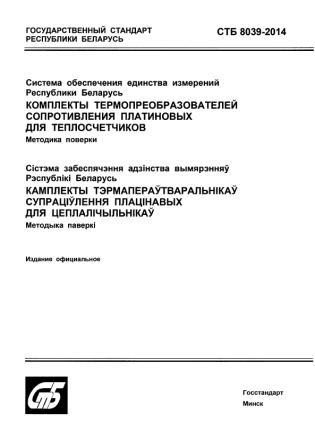 ГОСУДАРСТВЕННЫЙ СТАНДАРТ
РЕСПУБЛИКИ БЕЛАРУСЬ
СТБ 8039-2014
Система обеспечения единства измерений
Республики Беларусь
КОМПЛЕКТЫ ТЕРМОПРЕОБРАЗОВАТЕЛЕЙ
СОПРОТИВЛЕНИЯ ПЛАТИНОВЫХ
ДЛЯ ТЕПЛОСЧЕТЧИКОВ
Методика поверки
Сістэма забеспячэння адзінства вымярэнняў
Рэспублікі Беларусь
КАМПЛЕКТЫ ТЭРМАПЕРАЎТВАРАЛЬНІКАЎ
СУПРАЦІЎЛЕННЯ ПЛАЦІНАВЫХ
ДЛЯ ЦЕПЛАЛІЧЫЛЬНІКАЎ
Методыка паверкі
Издание официальное
СТБ
Госстандарт
Минск